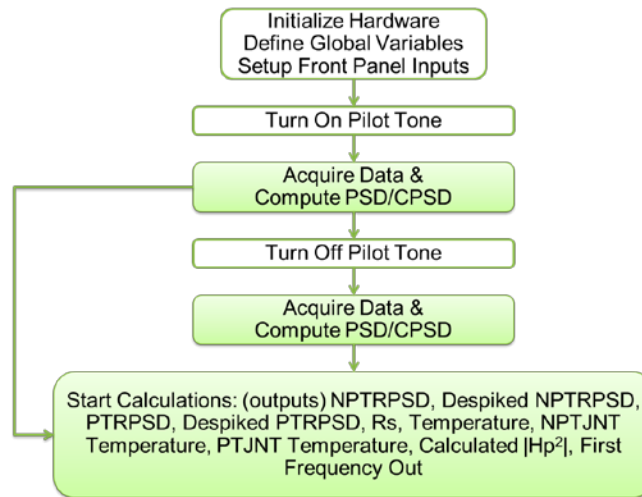 Initialize Hardware
Define Global Variables
Setup Front Panel Inputs
Turn On Pilot Tone
Acquire Data &
Compute PSD/CPSD
Turn Off Pilot Tone
Acquire Data &
Compute PSD/CPSD
Start Calculations: (outputs) NPTRPSD, Despiked NPTRPSD,
PTRPSD, Despiked PTRPSD, Rs, Temperature, NPTJNT
Temperature, PTJNT Temperature, Calculated |Hp²|, First
Frequency Out